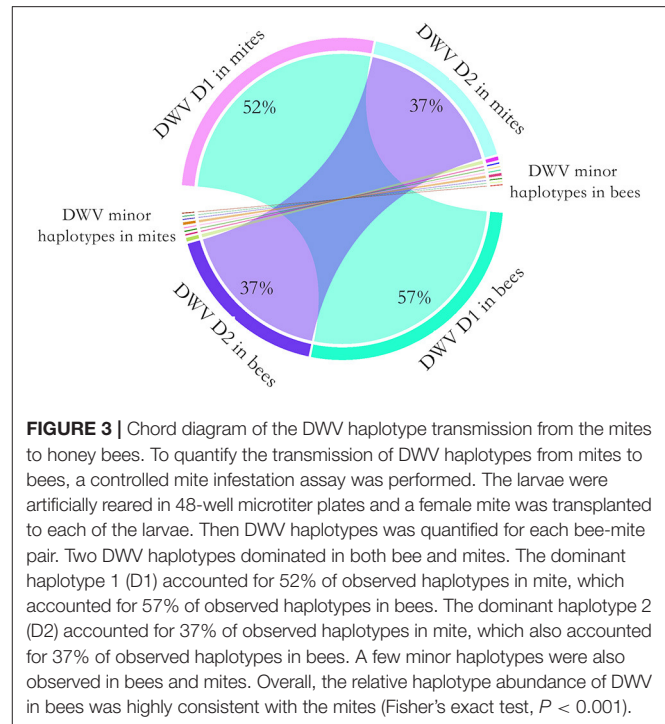 DWV D1 in mites
DWV D2 in mites
52%
37%
DWV minor
haplotypes in bees
DWV minor
haplotypes in mites
37%
57%
DWV D2 in bees
DWV D1 in bees
FIGURE 3 | Chord diagram of the DWV haplotype transmission from the mites
to honey bees. To quantify the transmission of DWV haplotypes from mites to
bees, a controlled mite infestation assay was performed. The larvae were
artificially reared in 48-well microtiter plates and a female mite was transplanted
to each of the larvae. Then DWV haplotypes was quantified for each bee-mite
pair. Two DWV haplotypes dominated in both bee and mites. The dominant
haplotype 1 (D1) accounted for 52% of observed haplotypes in mite, which
accounted for 57% of observed haplotypes in bees. The dominant haplotype 2
(D2) accounted for 37% of observed haplotypes in mite, which also accounted
for 37% of observed haplotypes in bees. A few minor haplotypes were also
observed in bees and mites. Overall, the relative haplotype abundance of DWV
in bees was highly consistent with the mites (Fisher's exact test, P < 0.001).